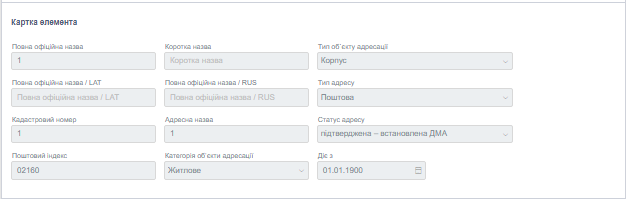 Картка елемента
Повна офіційна назва Коротка назва Тип об'єкту адресації
1 Коротка назва Корпус
Повна офіційна назва / LAT Повна офіційна назва / RUS Тип адресу
Повна офіційна назва / LAT Повна офіційна назва / RUS Поштова
Кадастровий номер Адресна назва Статус адресу
1 1 підтверджена – встановлена ДМА
Поштовий індекс Категорія об'єкти адресації Діє з
02160 Житлове 01.01.1900